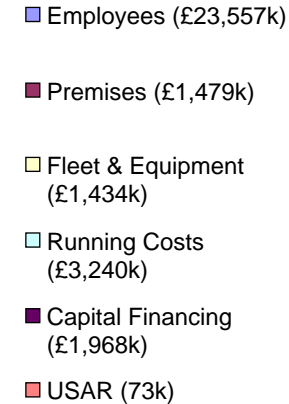 Employees (£23,557k)
Premises (£1,479k)
Fleet & Equipment
(£1,434k)
Running Costs
(£3,240k)
Capital Financing
(£1,968k)
USAR (73k)